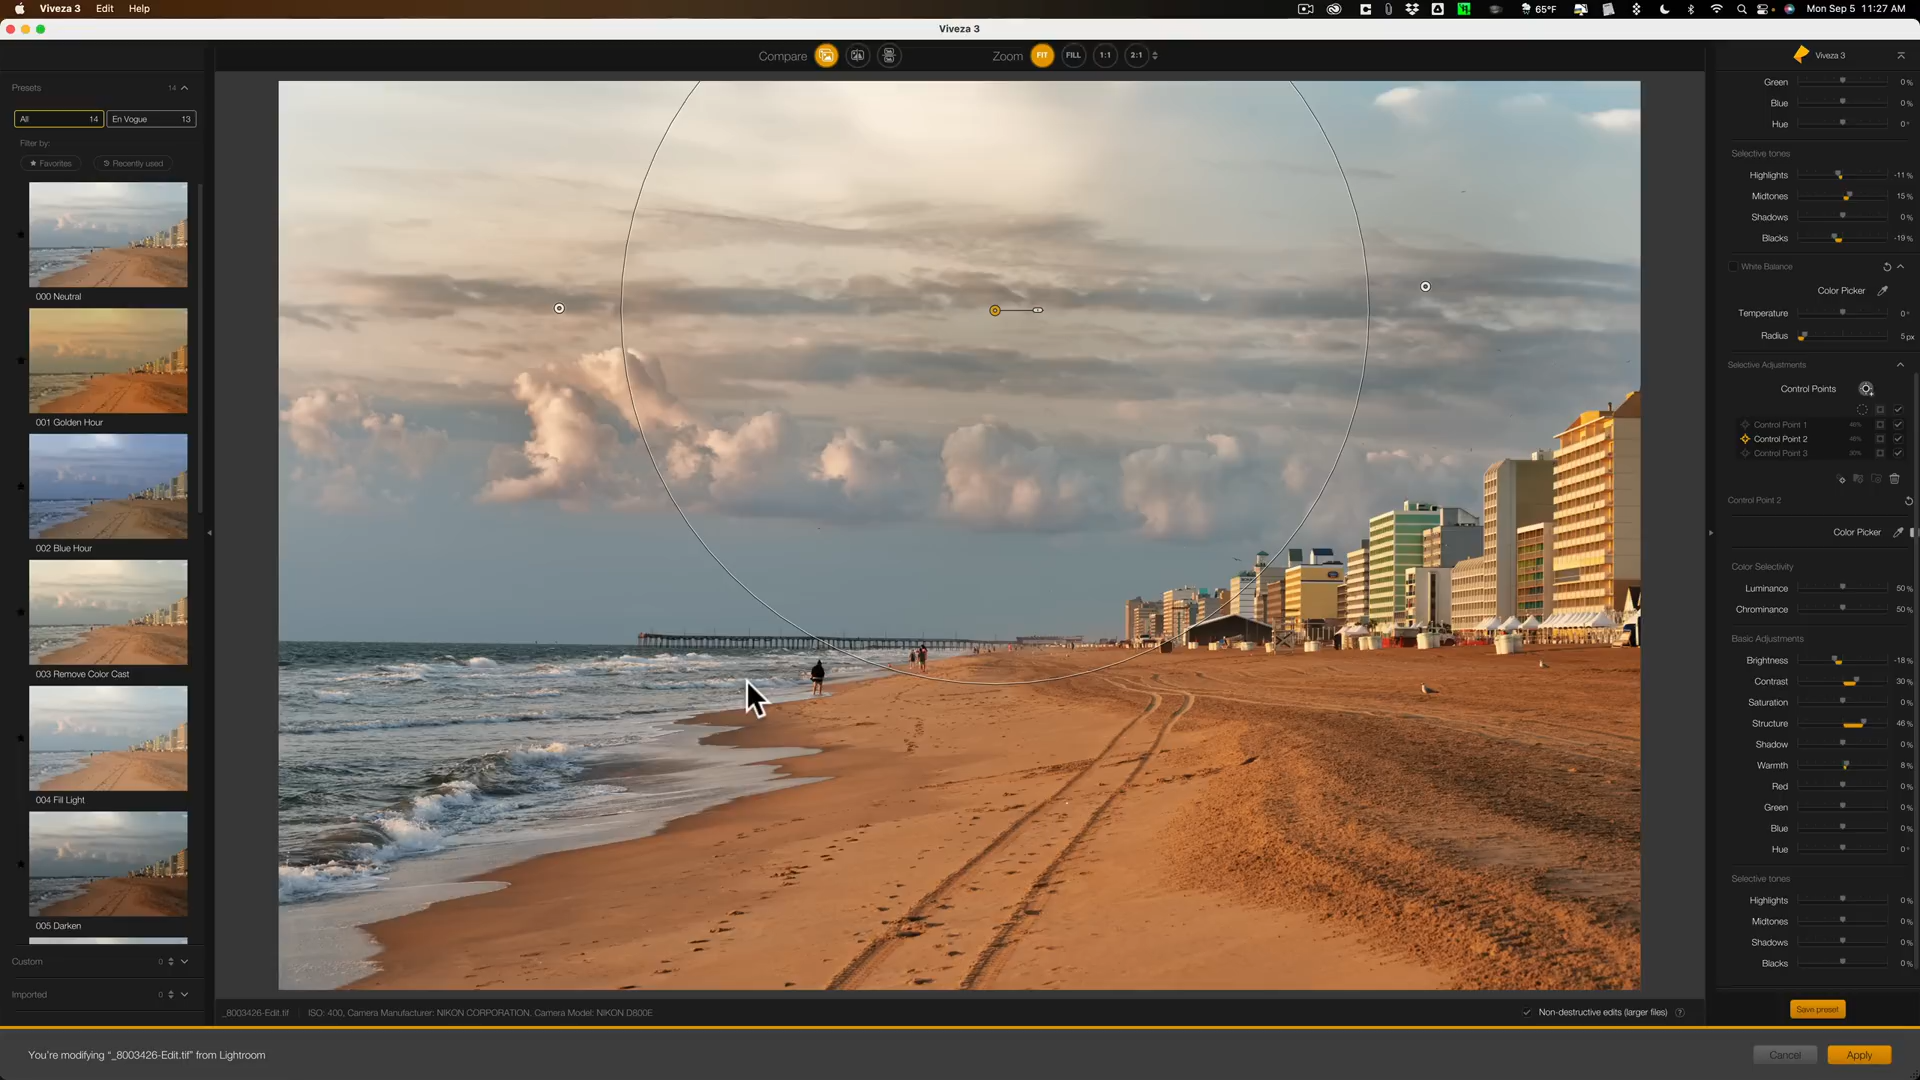 Viveza 3 Edit Help 65°F Mon Sep 5 11:27 AM
Viveza 3
Compare Zoom FIT FILL 1:1 2:1
Viveza 3
Presets 14
All 14 En Vogue 13
Filter by:
Favorites Recently used
000 Neutral
001 Golden Hour
002 Blue Hour
003 Remove Color Cast
004 Fill Light
005 Darken
Custom 0
Imported 0
Green 0 %
Blue 0 %
Hue 0 °
Selective tones
Highlights -11 %
Midtones 15 %
Shadows 0 %
Blacks -19 %
White Balance
Color Picker
Temperature 0 °
Radius 5 px
Selective Adjustments
Control Points
Control Point 1 46%
Control Point 2 46%
Control Point 3 30%
Control Point 2
Color Picker
Color Selectivity
Luminance 50 %
Chrominance 50 %
Basic Adjustments
Brightness -18 %
Contrast 30 %
Saturation 0 %
Structure 46 %
Shadow 0 %
Warmth 8 %
Red 0 %
Green 0 %
Blue 0 %
Hue 0 °
Selective tones
Highlights 0 %
Midtones 0 %
Shadows 0 %
Blacks 0 %
Save preset
_8003426-Edit.tif ISO: 400, Camera Manufacturer: NIKON CORPORATION. Camera Model: NIKON D800E
Non-destructive edits (larger files) ?
You're modifying "_8003426-Edit.tif" from Lightroom
Cancel Apply